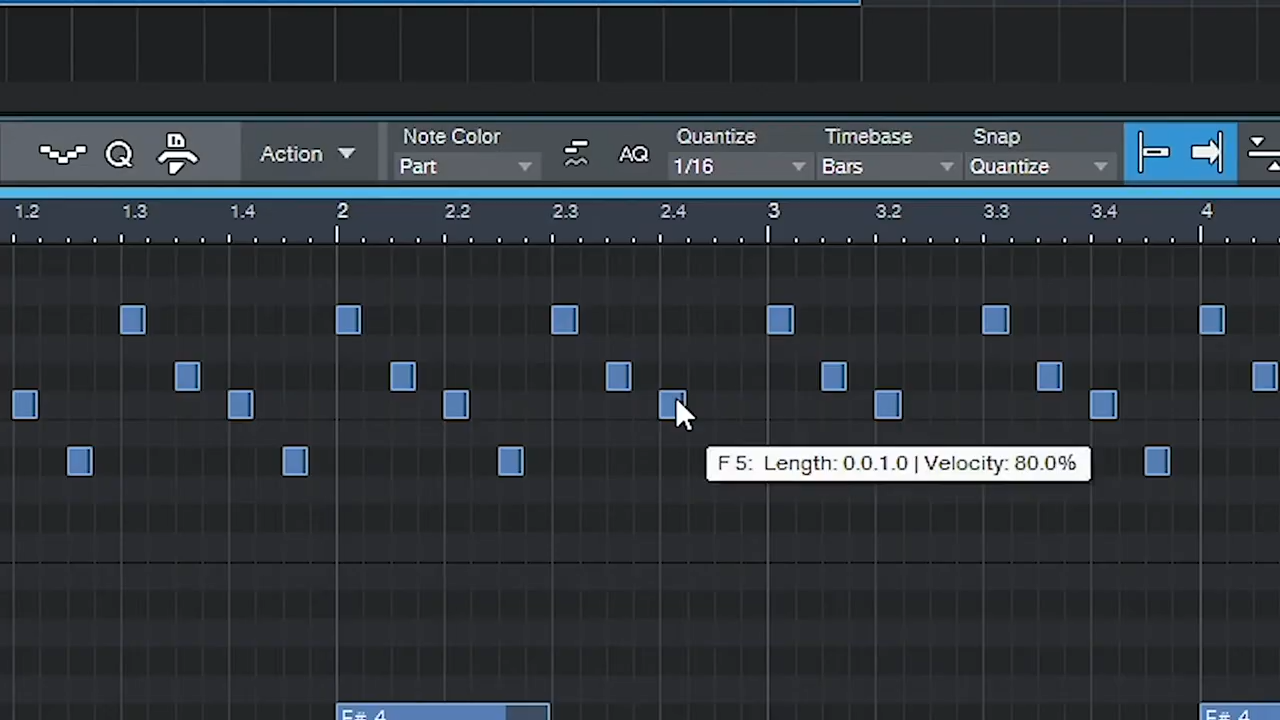 Note Color
Quantize
Timebase
Snap
Action
Part
AQ
1/16
Bars
Quantize
1.2 1.3 1.4 2 2.2 2.3 2.4 3 3.2 3.3 3.4 4
F 5: Length: 0.0.1.0 | Velocity: 80.0%
F# 4
F# 4